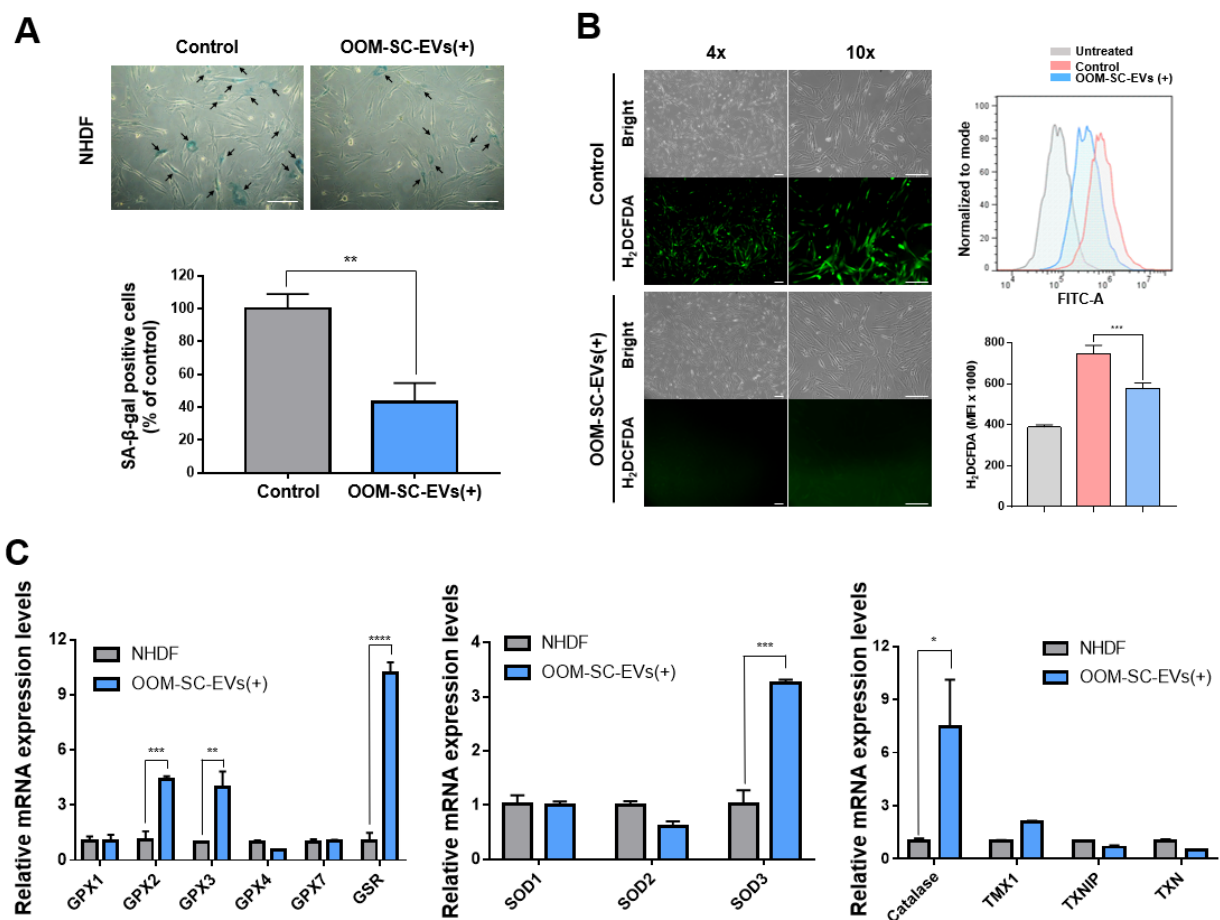 A
Control
OOM-SC-EVs(+)
NHDF
**
SA-β-gal positive cells
(% of control)
120
100
80
60
40
20
0
Control
OOM-SC-EVs(+)
B
4x
10x
Control
Bright
H₂DCFDA
OOM-SC-EVs(+)
Bright
H₂DCFDA
Untreated
Control
OOM-SC-EVs (+)
Normalized to mode
100
80
60
40
20
0
10⁴
10⁵
10⁶
10⁷
FITC-A
H₂DCFDA (MFI x 1000)
800
600
400
200
0
***
C
Relative mRNA expression levels
12
9
6
3
0
NHDF
OOM-SC-EVs(+)
***
**
****
GPX1
GPX2
GPX3
GPX4
GPX7
GSR
Relative mRNA expression levels
4
3
2
1
0
NHDF
OOM-SC-EVs(+)
***
SOD1
SOD2
SOD3
Relative mRNA expression levels
12
9
6
3
0
NHDF
OOM-SC-EVs(+)
*
Catalase
TMX1
TXNIP
TXN